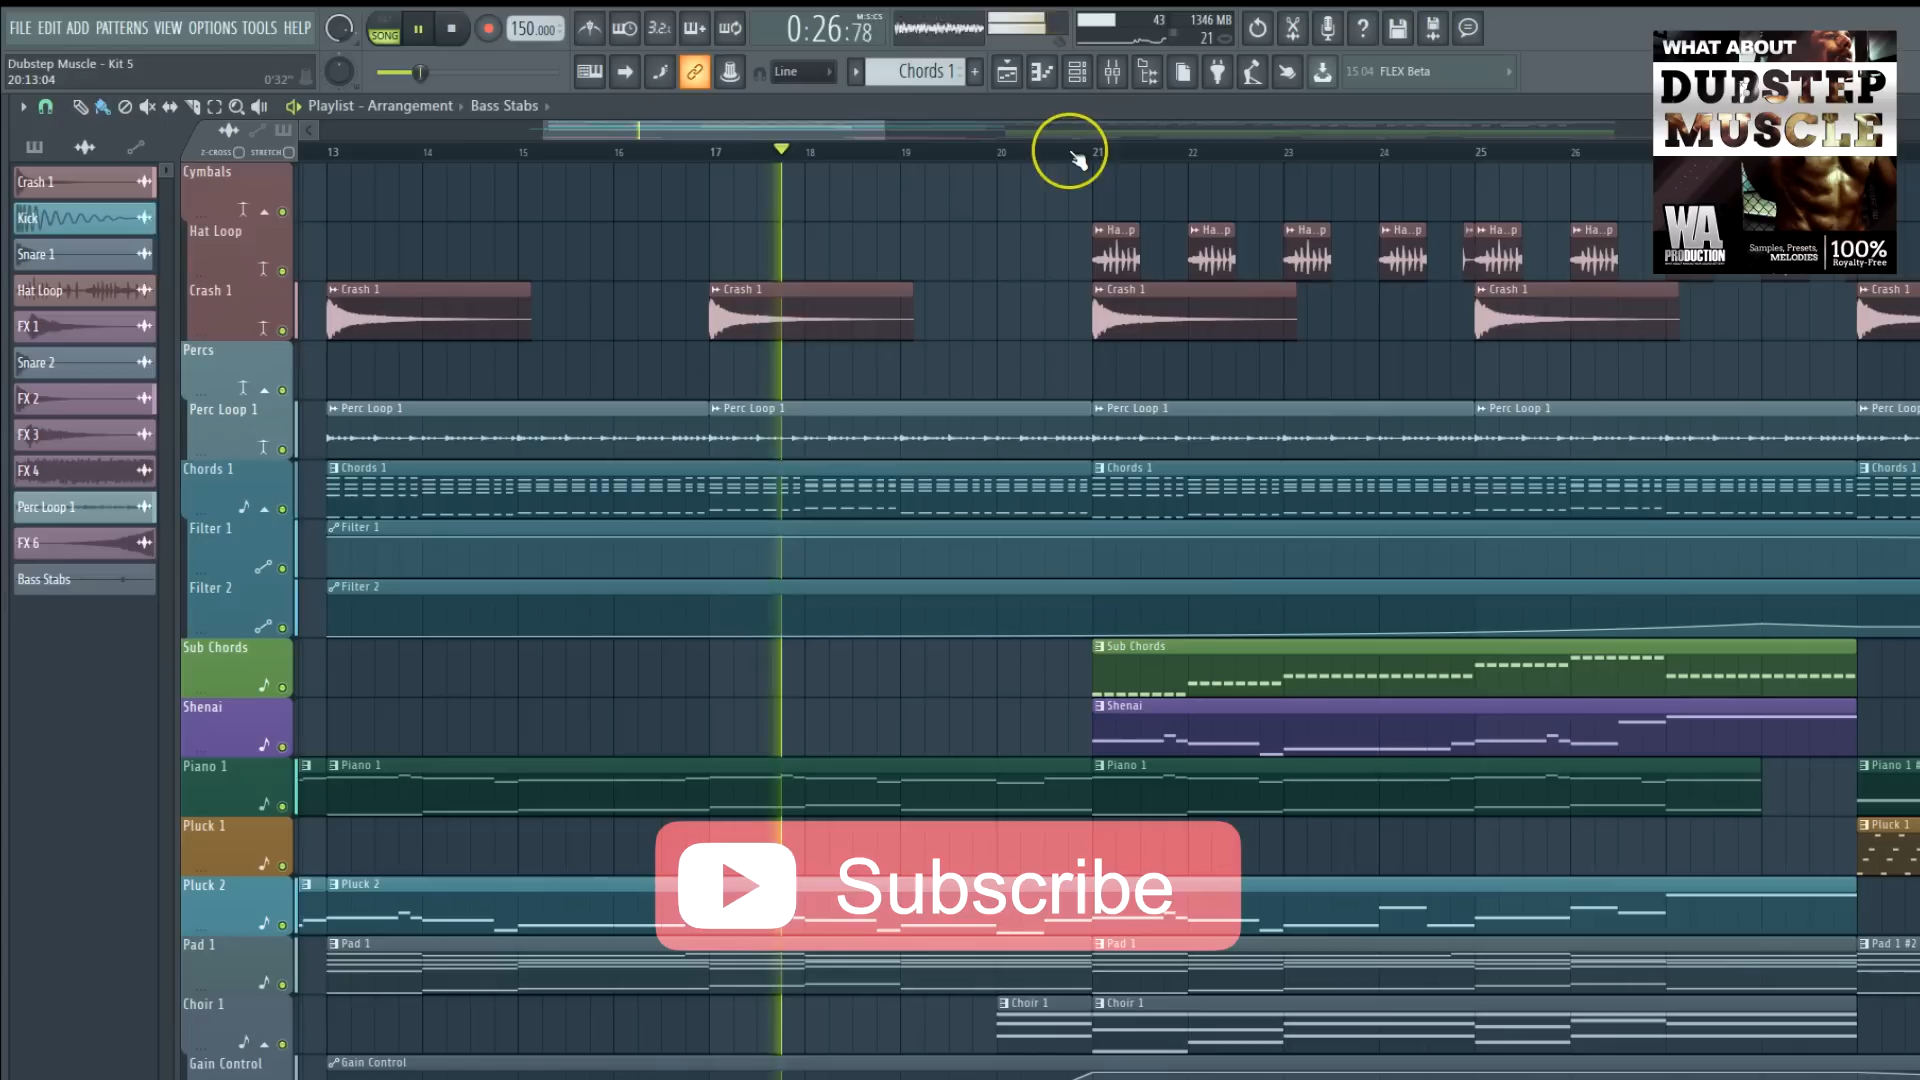 FILE EDIT ADD PATTERNS VIEW OPTIONS TOOLS HELP
SONG
150.000
3.2:
0:26:78
M:S:CS
43
1346 MB
21
Dubstep Muscle - Kit 5
20:13:04
0'32"
Line
Chords 1
15.04 FLEX Beta
Playlist - Arrangement
Bass Stabs
Z-CROSS
STRETCH
13
14
15
16
17
18
19
20
21
22
23
24
25
26
WHAT ABOUT
DUBSTEP
MUSCLE
WA
PRODUCTION
Samples, Presets,
MELODIES
100%
Royalty-Free
Crash 1
Kick
Snare 1
Hat Loop
FX 1
Snare 2
FX 2
FX 3
FX 4
Perc Loop 1
FX 6
Bass Stabs
Cymbals
Hat Loop
Ha..p
Ha..p
Ha..p
Ha..p
Ha..p
Ha..p
Crash 1
Crash 1
Crash 1
Crash 1
Crash 1
Crash 1
Percs
Perc Loop 1
Perc Loop 1
Perc Loop 1
Perc Loop 1
Perc Loop 1
Perc Loop
Chords 1
Chords 1
Chords 1
Chords 1
Filter 1
Filter 1
Filter 2
Filter 2
Sub Chords
Sub Chords
Shenai
Shenai
Piano 1
Piano 1
Piano 1
Piano 1 #
Pluck 1
Pluck 1
Pluck 2
Pluck 2
Subscribe
Pad 1
Pad 1
Pad 1
Pad 1 #2
Choir 1
Choir 1
Choir 1
Gain Control
Gain Control